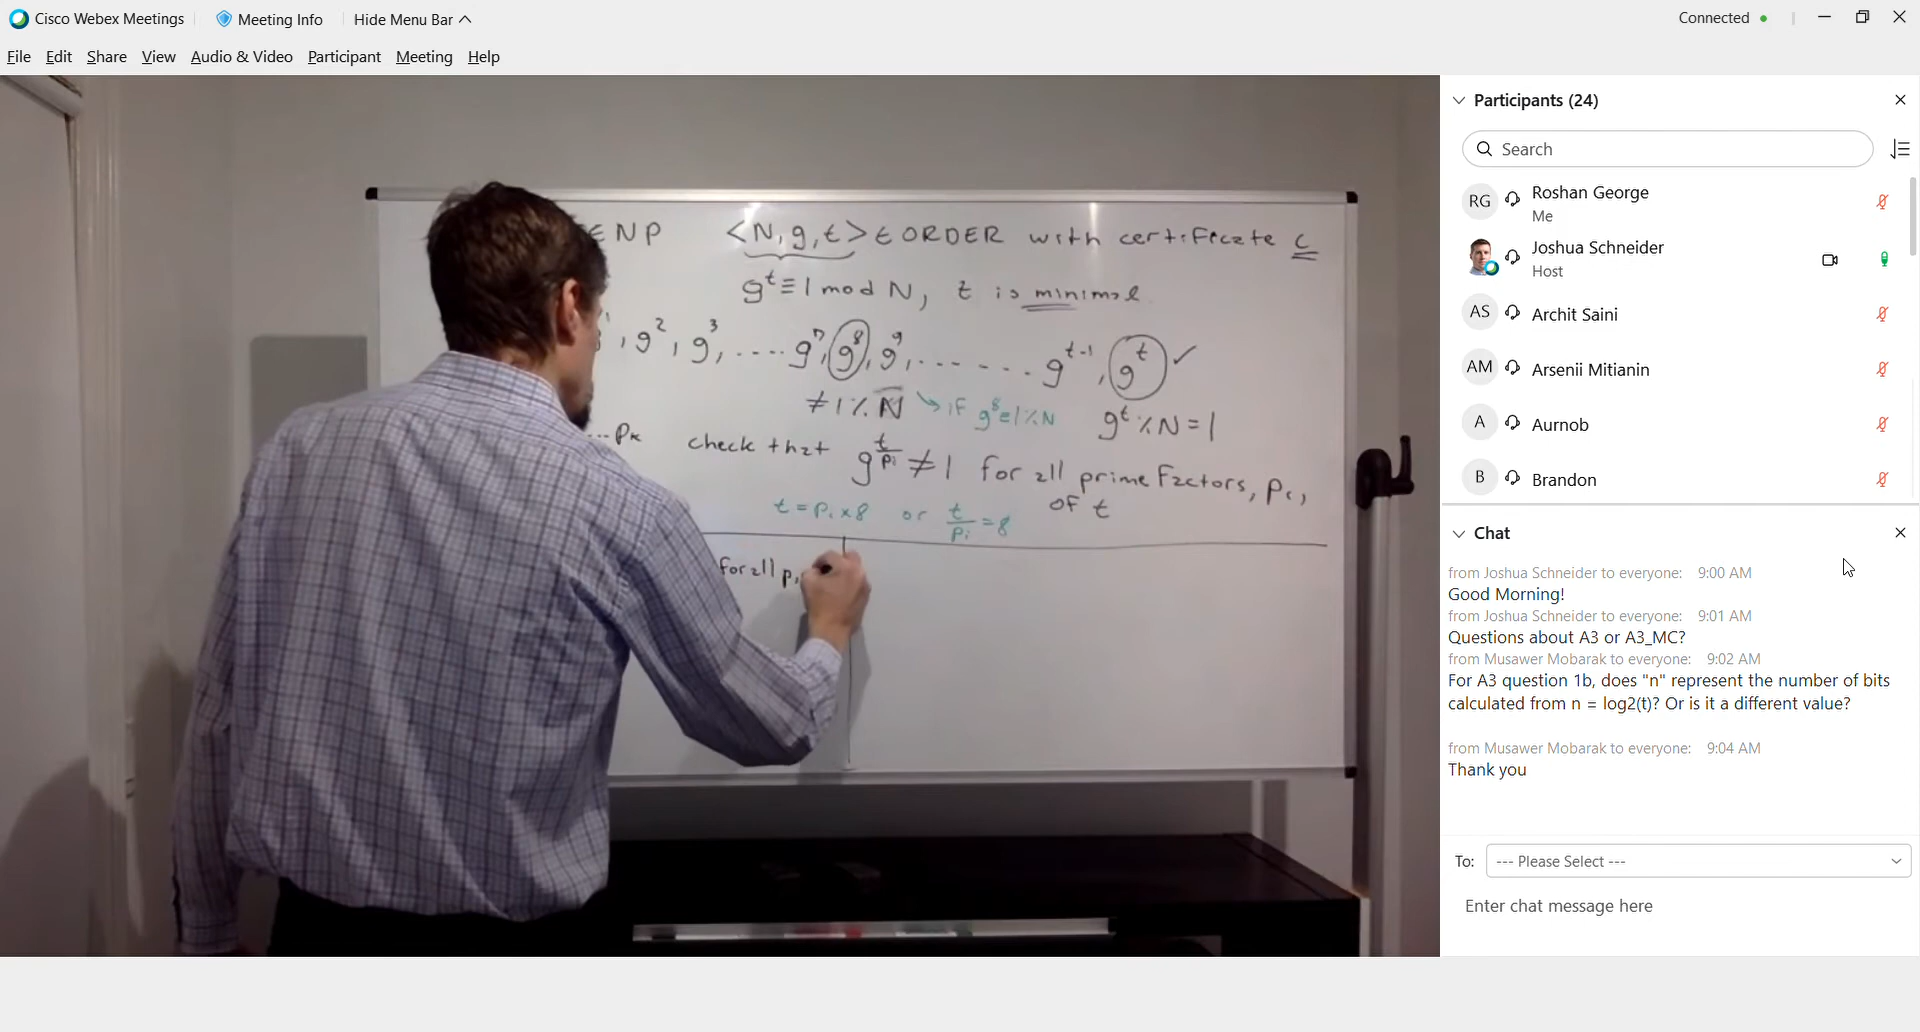 Cisco Webex Meetings
Meeting Info
Hide Menu Bar
Connected
File Edit Share View Audio & Video Participant Meeting Help
∈ NP <N,g,t> ∈ ORDER with certificate c
g^t ≡ 1 mod N, t is minimal
g^2, g^3, .... g^7, g^8, g^9, ...... g^t-1, g^t ✓
≠ 1 % N if g^8 e 1 % N g^t % N = 1
... Pk check that g^t/pi ≠ 1 for all prime factors, pi,
of t
t = pi × 8 or t/pi = 8
for all pi
Participants (24)
Search
RG Roshan George
Me
Joshua Schneider
Host
AS Archit Saini
AM Arsenii Mitianin
A Aurnob
B Brandon
Chat
from Joshua Schneider to everyone: 9:00 AM
Good Morning!
from Joshua Schneider to everyone: 9:01 AM
Questions about A3 or A3_MC?
from Musawer Mobarak to everyone: 9:02 AM
For A3 question 1b, does "n" represent the number of bits
calculated from n = log2(t)? Or is it a different value?
from Musawer Mobarak to everyone: 9:04 AM
Thank you
To: --- Please Select ---
Enter chat message here